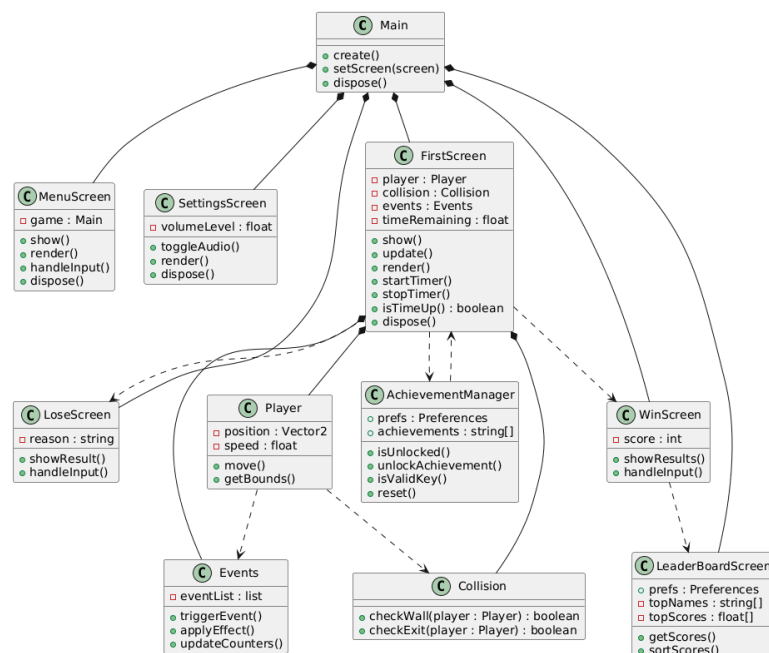 C Main
create()
setScreen(screen)
dispose()
C MenuScreen
game : Main
show()
render()
handleInput()
dispose()
C SettingsScreen
volumeLevel : float
toggleAudio()
render()
dispose()
C FirstScreen
player : Player
collision : Collision
events : Events
timeRemaining : float
show()
update()
render()
startTimer()
stopTimer()
isTimeUp() : boolean
dispose()
C LoseScreen
reason : string
showResult()
handleInput()
C Player
position : Vector2
speed : float
move()
getBounds()
C AchievementManager
prefs : Preferences
achievements : string[]
isUnlocked()
unlockAchievement()
isValidKey()
reset()
C WinScreen
score : int
showResults()
handleInput()
C Events
eventList : list
triggerEvent()
applyEffect()
updateCounters()
C Collision
checkWall(player : Player) : boolean
checkExit(player : Player) : boolean
C LeaderBoardScreen
prefs : Preferences
topNames : string[]
topScores : float[]
getScores()
sortScores()